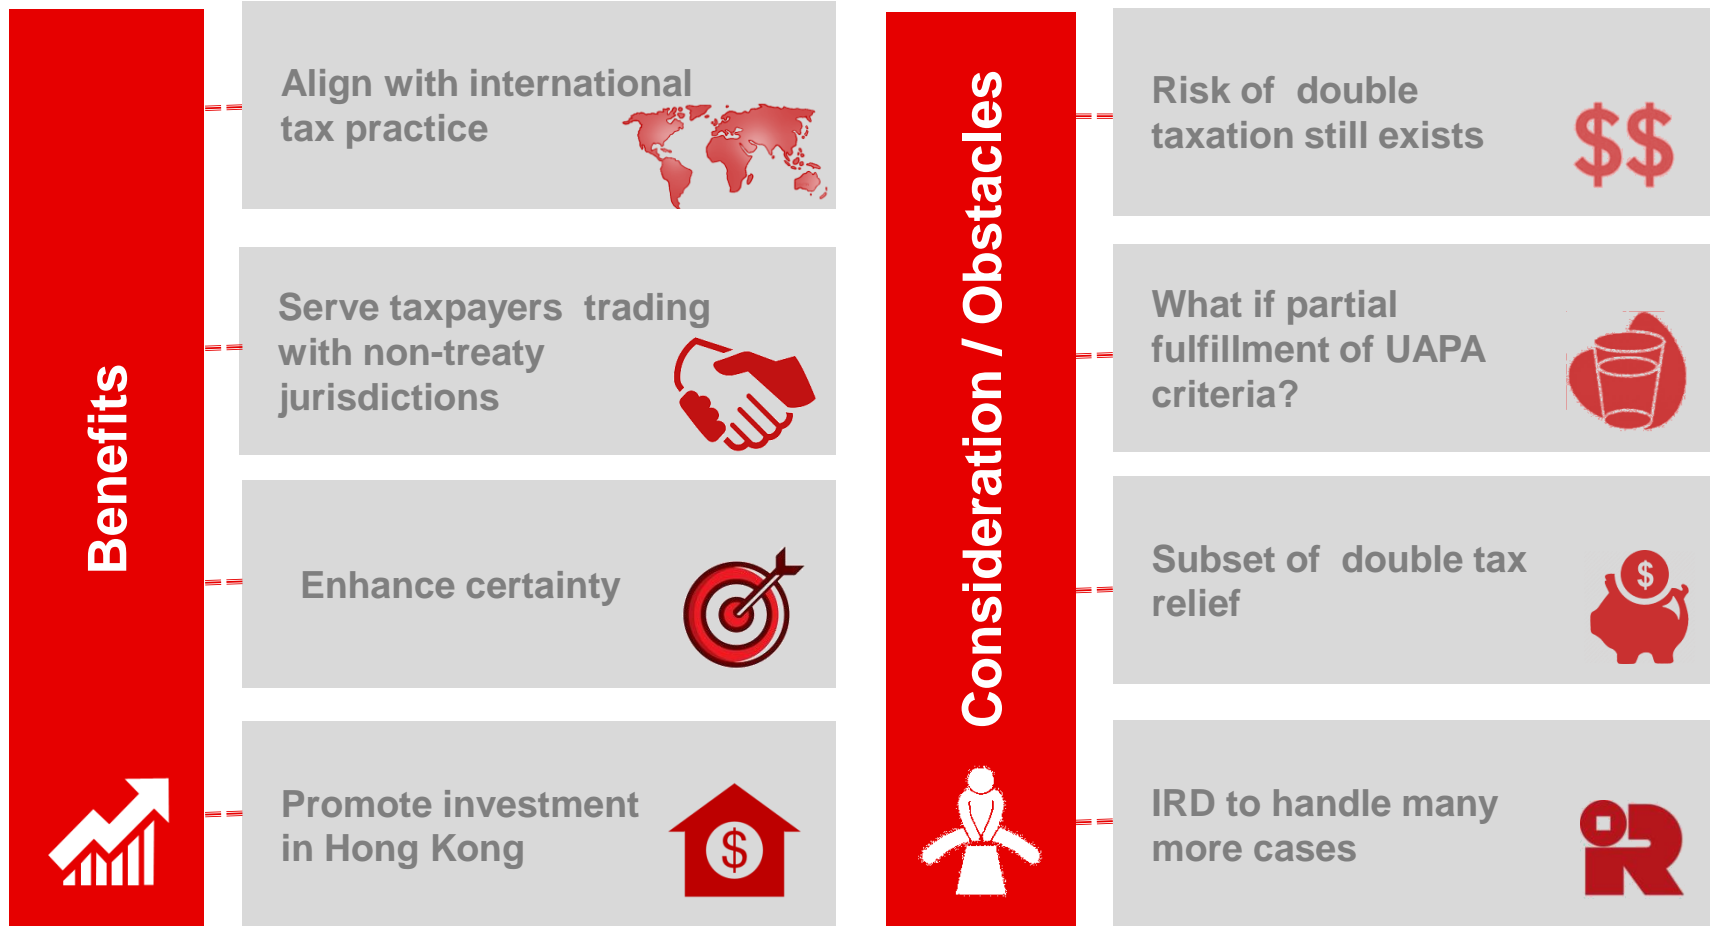 Benefits
Align with international
tax practice
Serve taxpayers trading
with non-treaty
jurisdictions
Enhance certainty
Promote investment
in Hong Kong
$
Consideration / Obstacles
Risk of double
taxation still exists
$$
What if partial
fulfillment of UAPA
criteria?
Subset of double tax
relief
$
IRD to handle many
more cases